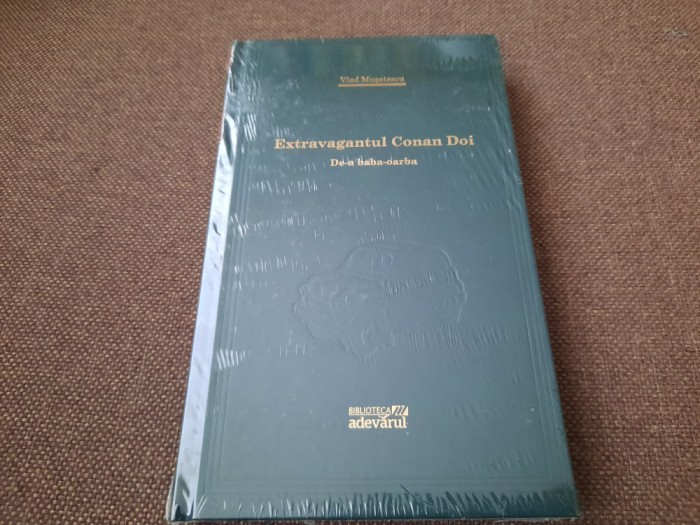 Vlad Mușatescu
Extravagantul Conan Doi
De-a baba-oarba
BIBLIOTECA
adevărul